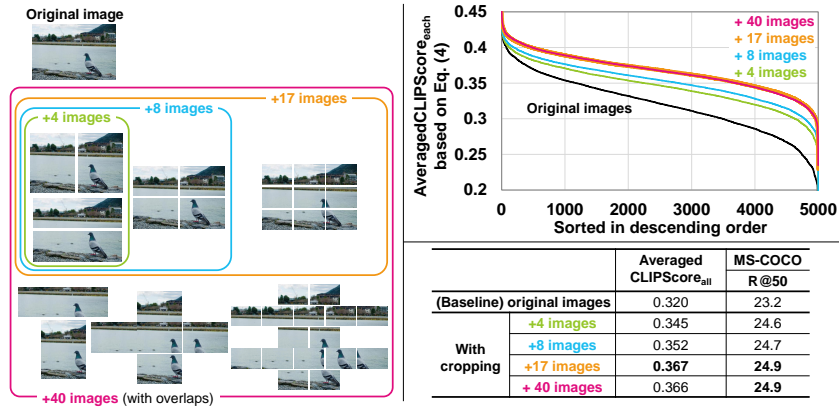 Original image
+17 images
+8 images
+4 images
+40 images (with overlaps)
AveragedCLIPScore_each
based on Eq. (4)
0.45
0.4
0.35
0.3
0.25
0.2
+ 40 images
+ 17 images
+ 8 images
+ 4 images
Original images
0 1000 2000 3000 4000 5000
Sorted in descending order
Averaged CLIPScore_all MS-COCO
R@50
(Baseline) original images 0.320 23.2
With cropping
+4 images 0.345 24.6
+8 images 0.352 24.7
+17 images 0.367 24.9
+ 40 images 0.366 24.9